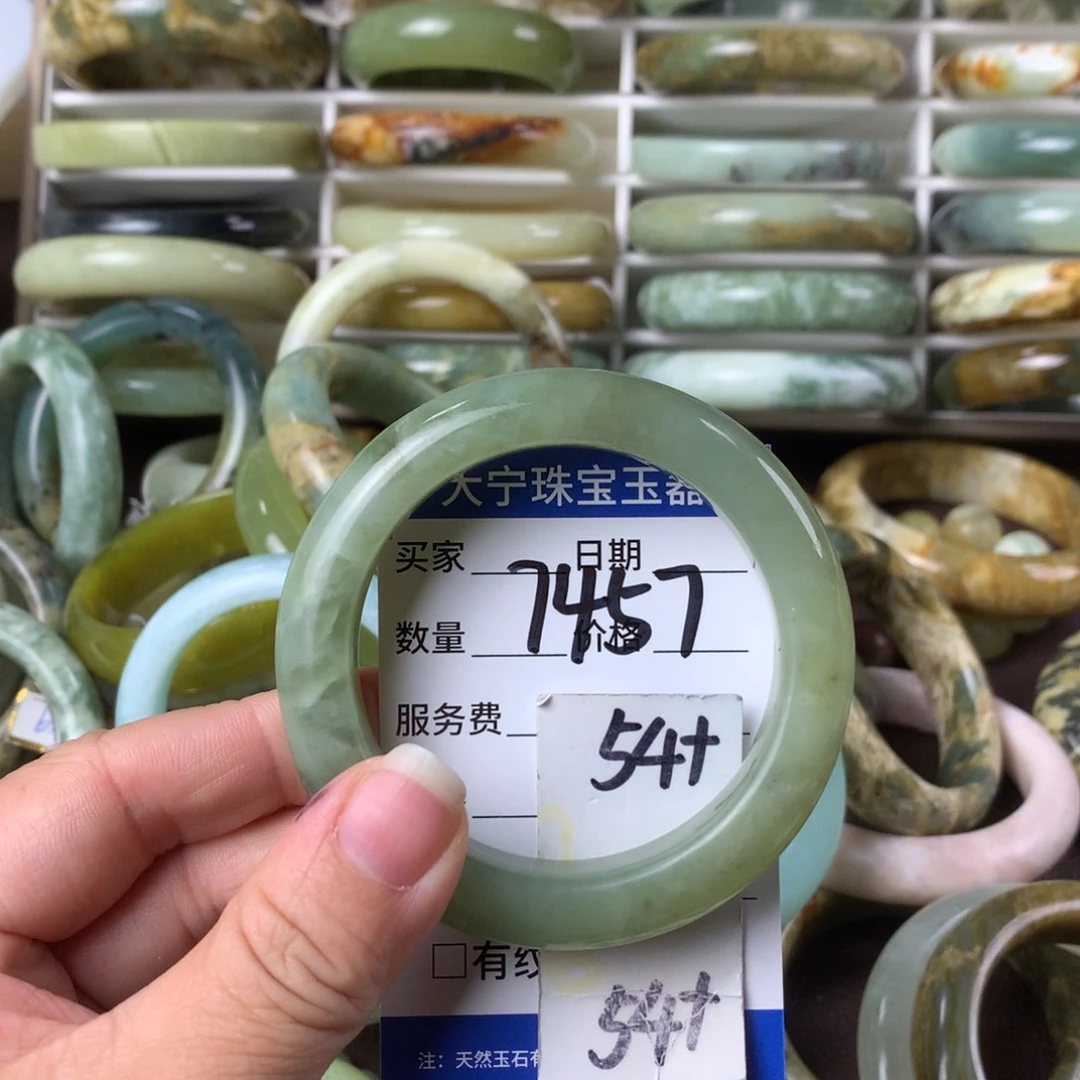 大宁珠宝玉器
买家 日期
7457
数量 价格
服务费
54+
□有纹
54+
注：天然玉石有